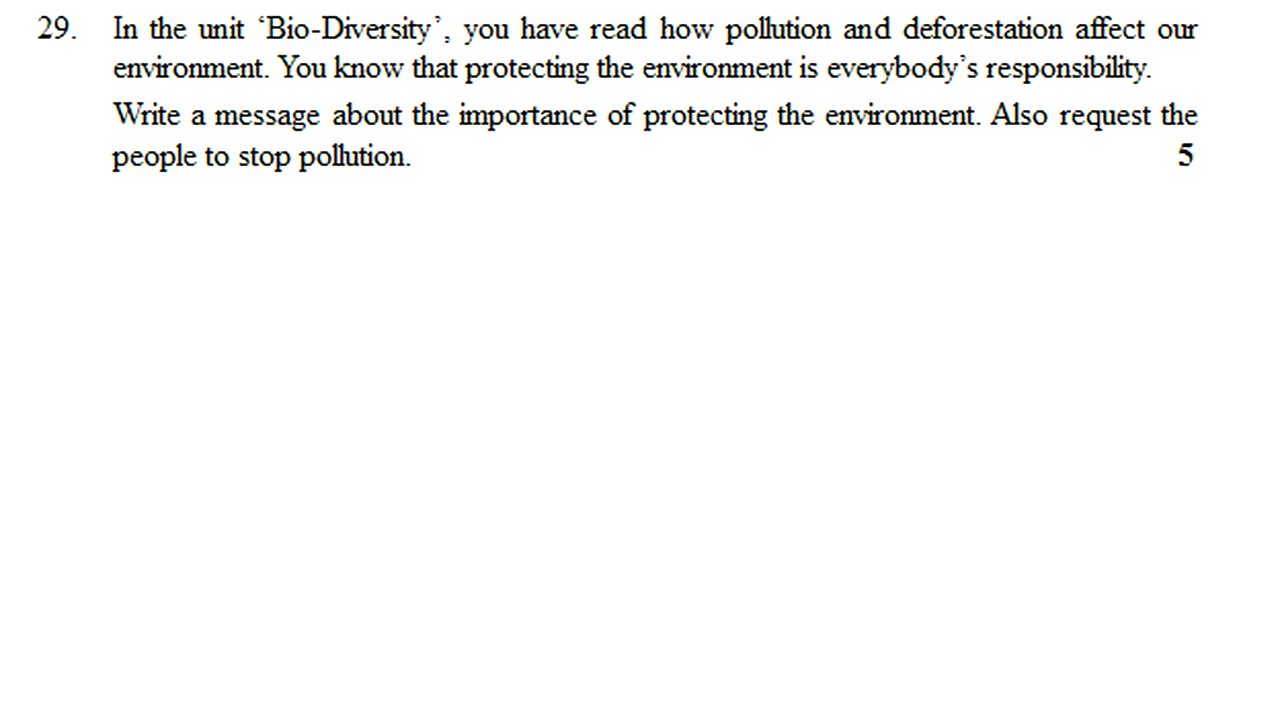 29. In the unit ‘Bio-Diversity’, you have read how pollution and deforestation affect our
environment. You know that protecting the environment is everybody’s responsibility.
Write a message about the importance of protecting the environment. Also request the
people to stop pollution. 5